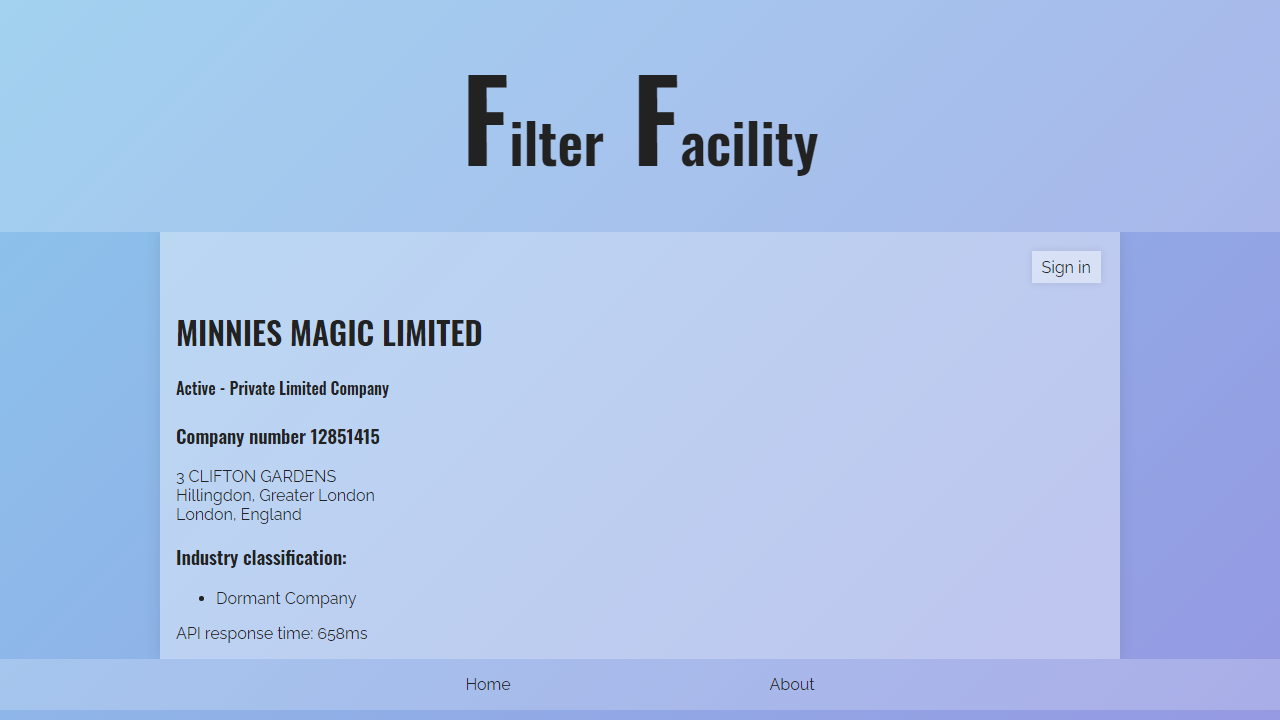 Filter Facility
Sign in
MINNIES MAGIC LIMITED
Active - Private Limited Company
Company number 12851415
3 CLIFTON GARDENS
Hillingdon, Greater London
London, England
Industry classification:
• Dormant Company
API response time: 658ms
Home About